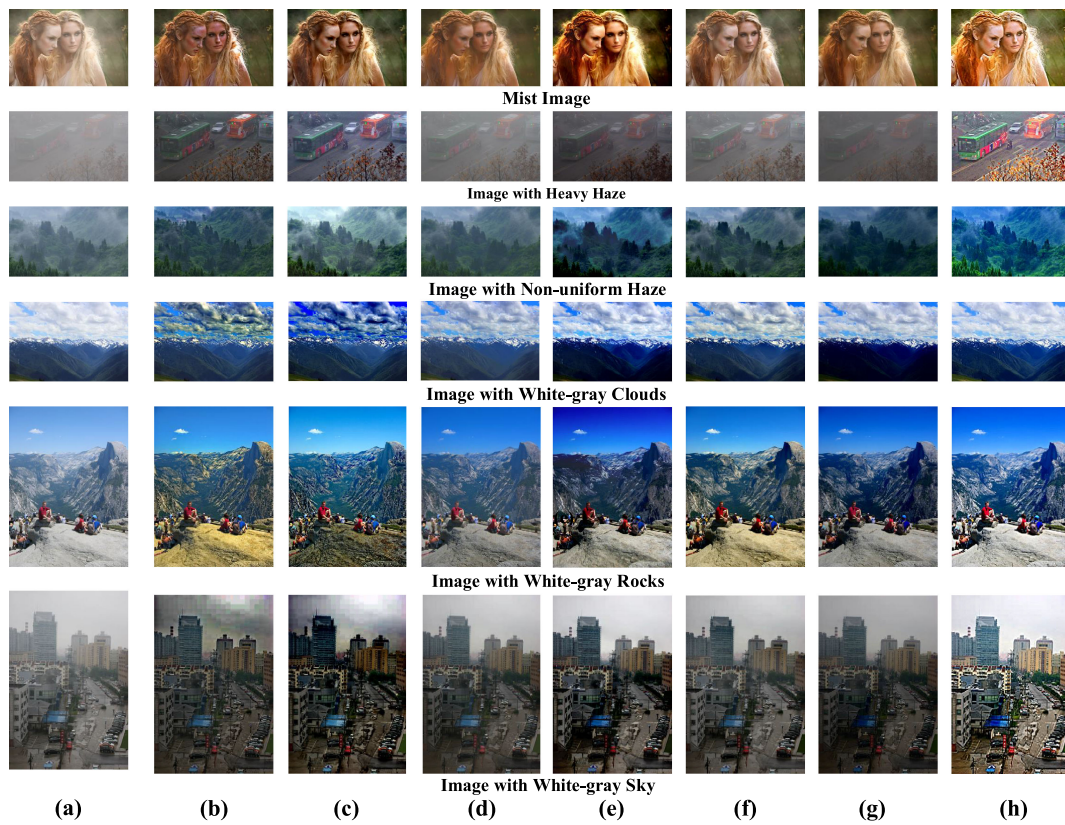 Mist Image
Image with Heavy Haze
Image with Non-uniform Haze
Image with White-gray Clouds
Image with White-gray Rocks
Image with White-gray Sky
(a) (b) (c) (d) (e) (f) (g) (h)